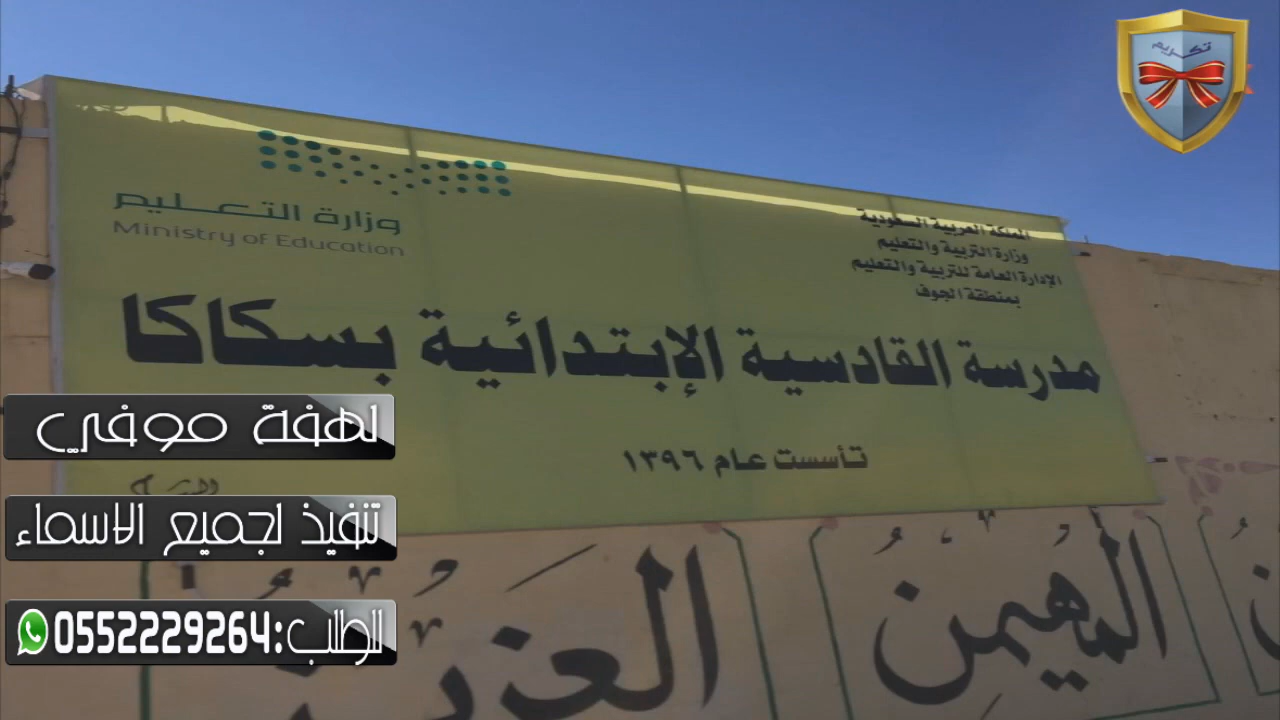 تكريم
وزارة التعليم
Ministry of Education
المملكة العربية السعودية
وزارة التربية والتعليم
الإدارة العامة للتربية والتعليم
بمنطقة الجوف
مدرسة القادسية الإبتدائية بسكاكا
تأسست عام ١٣٩٦
لهفة موفي
تنفيذ لجميع الاسماء
للطلب:0552229264
المهيمن
العزيز